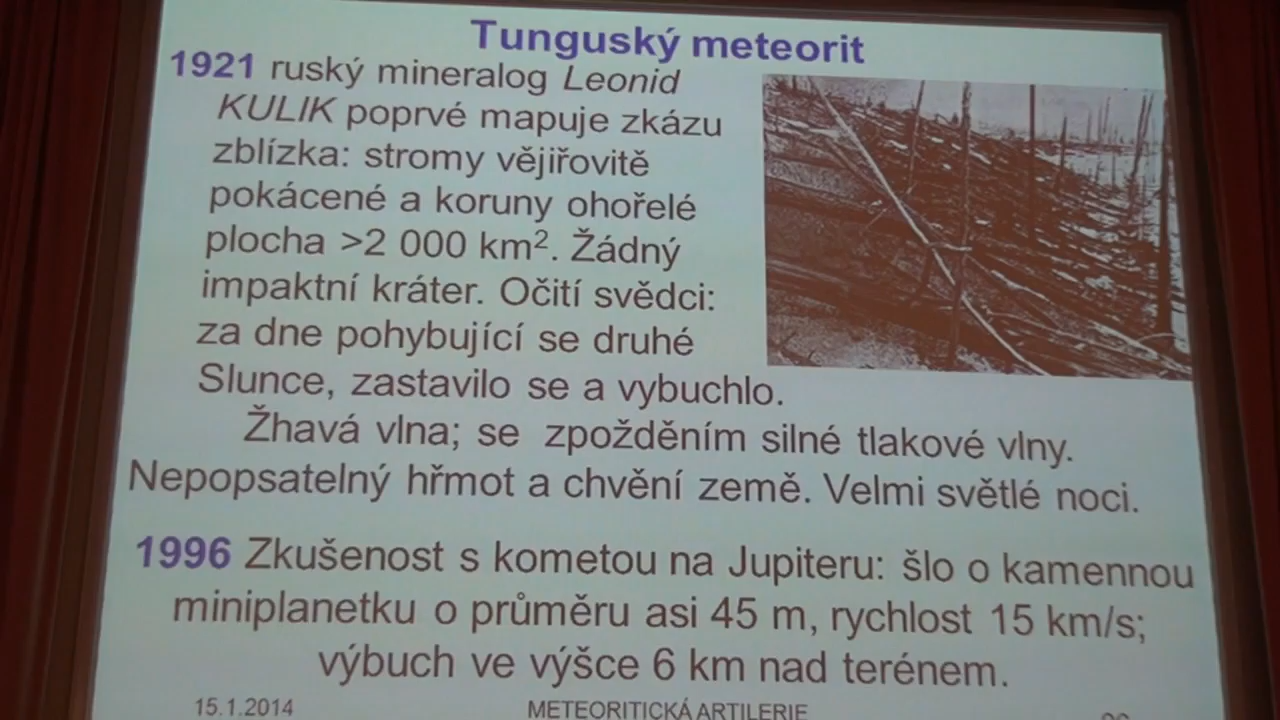 Tunguský meteorit
1921 ruský mineralog Leonid
KULIK poprvé mapuje zkázu
zblízka: stromy vějiřovitě
pokácené a koruny ohořelé
plocha >2 000 km². Žádný
impaktní kráter. Očití svědci:
za dne pohybující se druhé
Slunce, zastavilo se a vybuchlo.
Žhavá vlna; se zpožděním silné tlakové vlny.
Nepopsatelný hřmot a chvění země. Velmi světlé noci.
1996 Zkušenost s kometou na Jupiteru: šlo o kamennou
miniplanetku o průměru asi 45 m, rychlost 15 km/s;
výbuch ve výšce 6 km nad terénem.
15.1.2014 METEORITICKÁ ARTILERIE